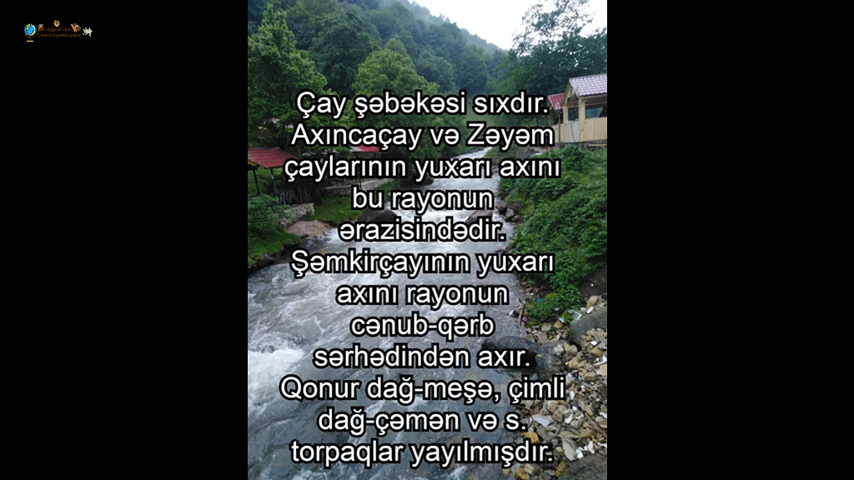 Çay şəbəkəsi sıxdır.
Axıncaçay və Zəyəm
çaylarının yuxarı axını
bu rayonun
ərazisindədir.
Şəmkirçayının yuxarı
axını rayonun
cənub-qərb
sərhədindən axır.
Qonur dağ-meşə, çimli
dağ-çəmən və s.
torpaqlar yayılmışdır.